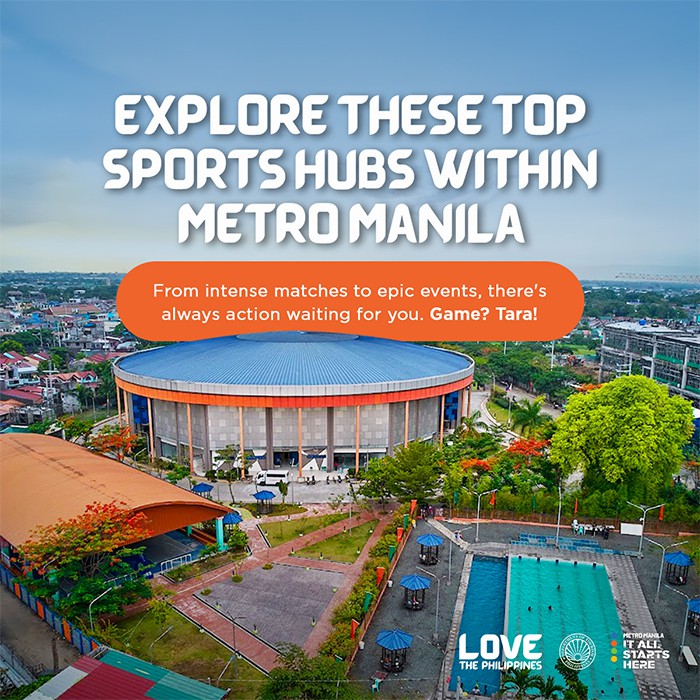 EXPLORE THESE TOP
SPORTS HUBS WITHIN
METRO MANILA
From intense matches to epic events, there's
always action waiting for you. Game? Tara!
LOVE
THE PHILIPPINES
METRO MANILA
IT ALL
STARTS
HERE